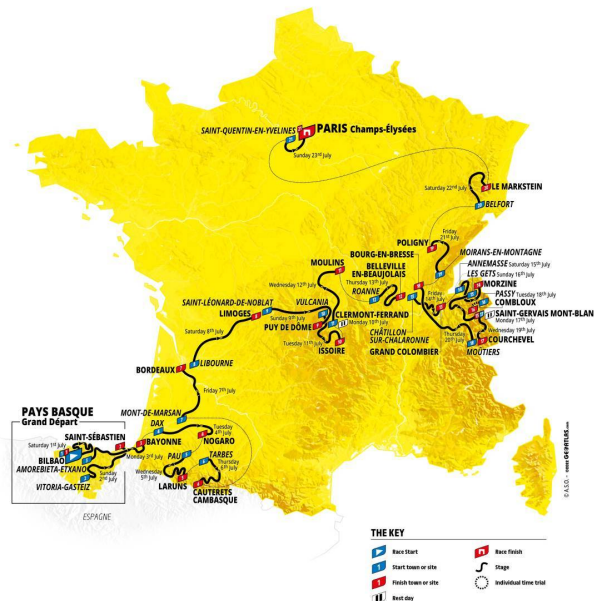 SAINT-QUENTIN-EN-YVELINES
PARIS Champs-Élysées
Sunday 23rd July
Saturday 22nd July
LE MARKSTEIN
BELFORT
Friday
21st July
POLIGNY
MOIRANS-EN-MONTAGNE
BOURG-EN-BRESSE
ANNEMASSE Saturday 15th July
MOULINS
BELLEVILLE
EN-BEAUJOLAIS
LES GETS Sunday 16th July
Thursday 13th July
MORZINE
Wednesday 12th July
ROANNE
Friday
14th July
PASSY Tuesday 18th July
COMBLOUX
SAINT-LÉONARD-DE-NOBLAT
VULCANIA
SAINT-GERVAIS MONT-BLAN
Monday 17th July
LIMOGES
Sunday 9th July
CLERMONT-FERRAND
Monday 10th July
PUY DE DÔME
CHÂTILLON
SUR-CHALARONNE
Wednesday 19th July
Saturday 8th July
Tuesday 11th July
Thursday
20th July
COURCHEVEL
ISSOIRE
GRAND COLOMBIER
MOÛTIERS
LIBOURNE
BORDEAUX
Friday 7th July
PAYS BASQUE
Grand Départ
MONT-DE-MARSAN
DAX
Tuesday
4th July
SAINT-SÉBASTIEN
Saturday 1st July
BAYONNE
NOGARO
BILBAO
Monday 3rd July
PAU
TARBES
AMOREBIETA-ETXANO
Sunday
2nd July
Wednesday
5th July
Thursday
6th July
VITORIA-GASTEIZ
LARUNS
CAUTERETS
CAMBASQUE
ESPAGNE
© A.S.O. - ©2022 GEOATLAS.com
THE KEY
Race Start
Race finish
1 Start town or site
Stage
1 Finish town or site
Individual time trial
Rest day